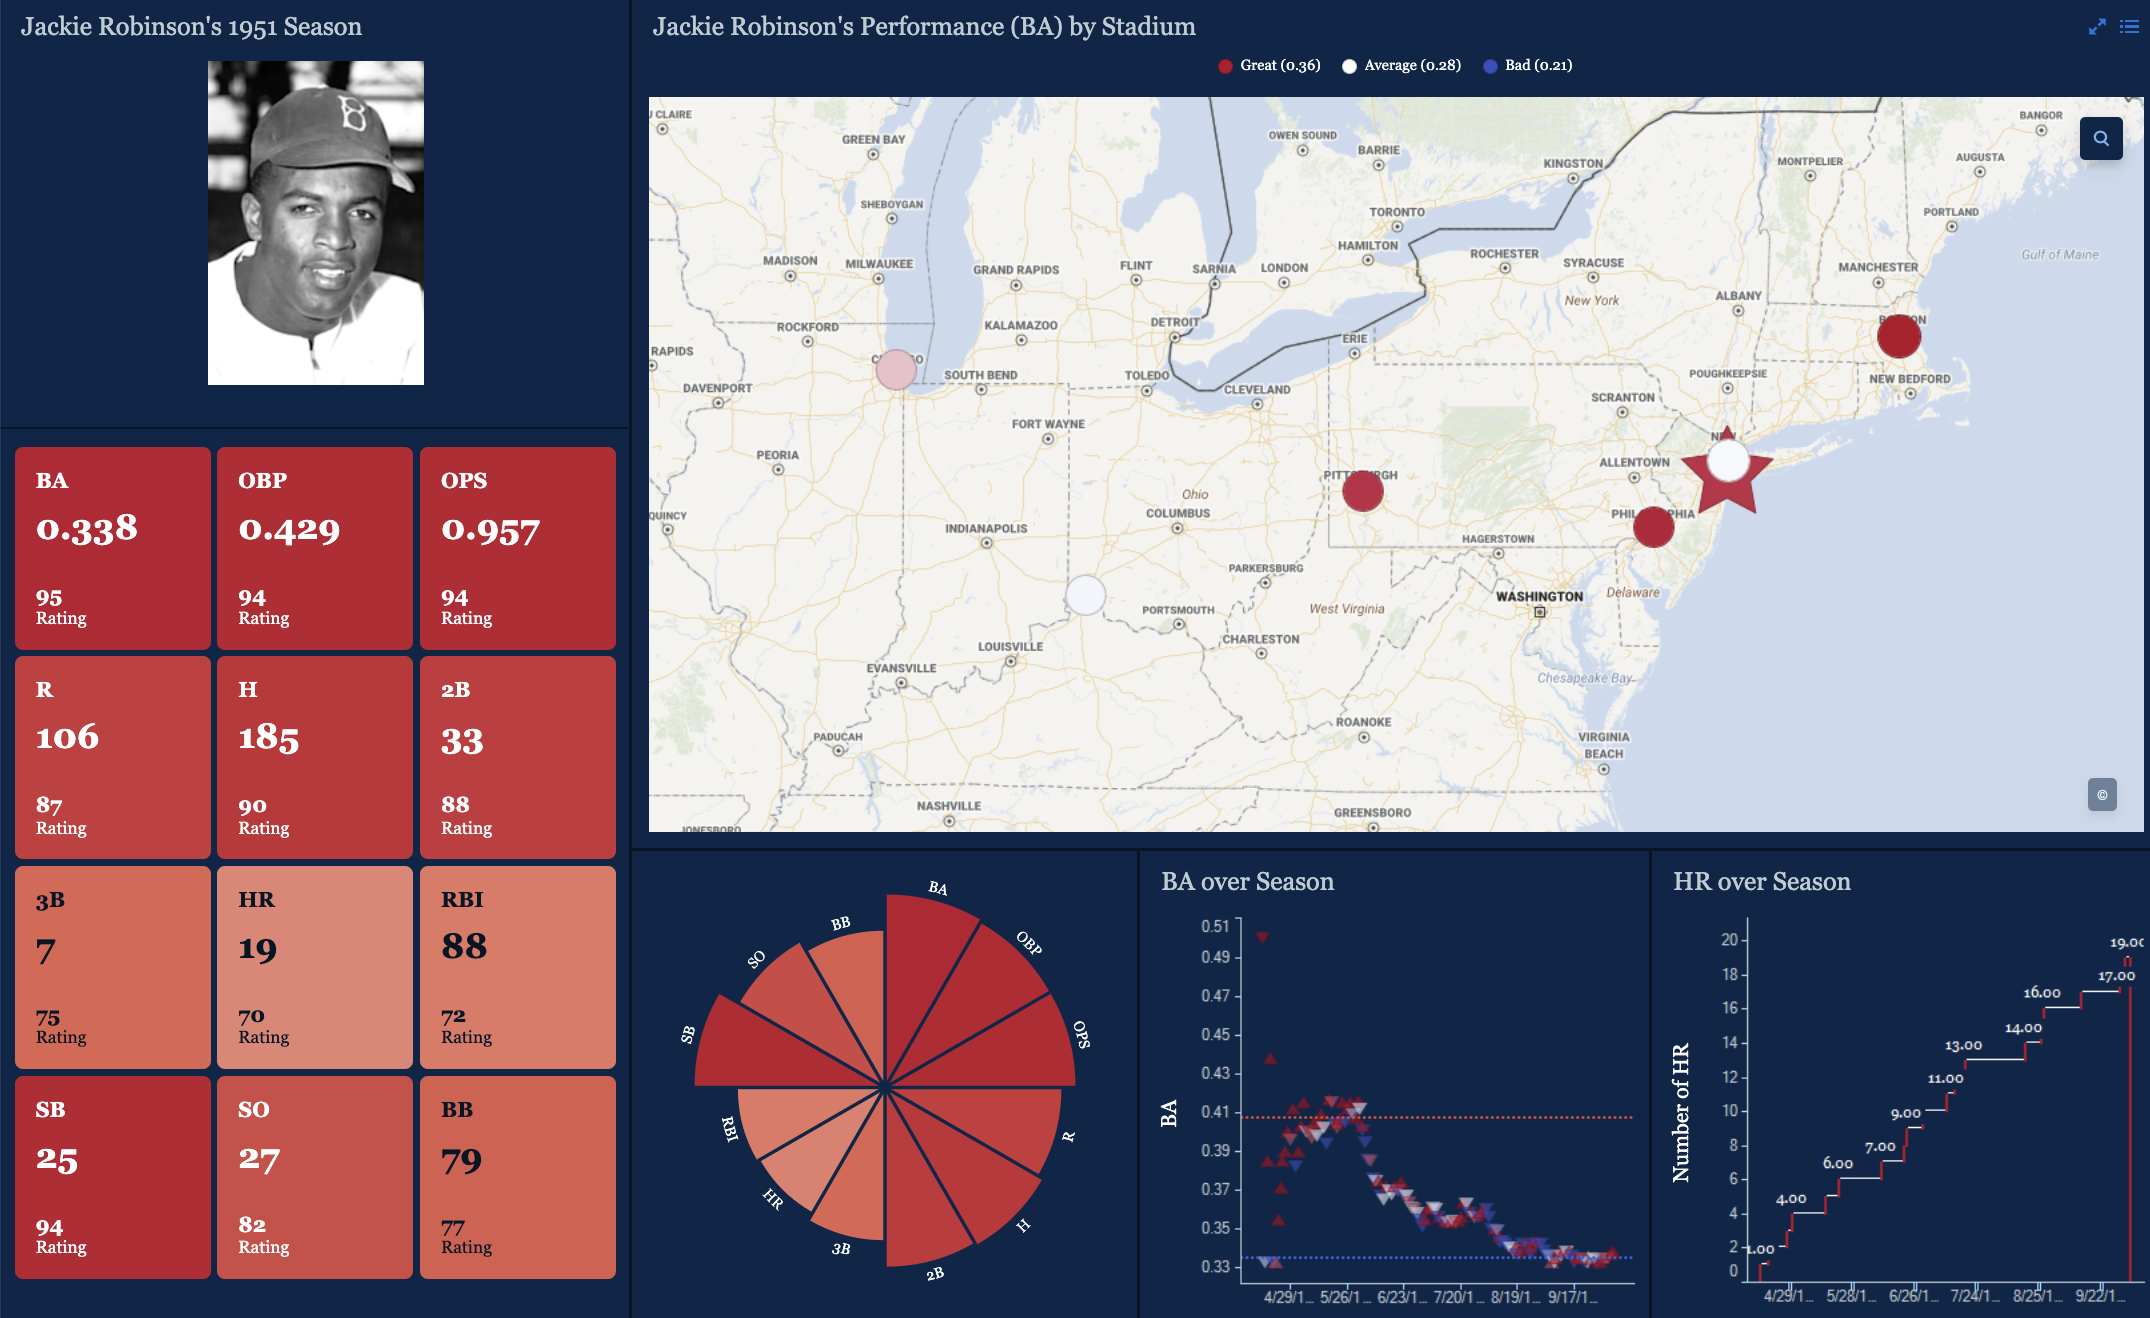 Jackie Robinson's 1951 Season
B
BA
0.338
95
Rating
OBP
0.429
94
Rating
OPS
0.957
94
Rating
R
106
87
Rating
H
185
90
Rating
2B
33
88
Rating
3B
7
75
Rating
HR
19
70
Rating
RBI
88
72
Rating
SB
25
94
Rating
SO
27
82
Rating
BB
79
77
Rating
Jackie Robinson's Performance (BA) by Stadium
Great (0.36) Average (0.28) Bad (0.21)
CLAIRE
GREEN BAY
OWEN SOUND
BARRIE
KINGSTON
MONTPELIER
BANGOR
AUGUSTA
SHEBOYGAN
TORONTO
PORTLAND
HAMILTON
MADISON
MILWAUKEE
GRAND RAPIDS
FLINT
SARNIA
LONDON
ROCHESTER
SYRACUSE
MANCHESTER
Gulf of Maine
New York
ALBANY
ROCKFORD
KALAMAZOO
DETROIT
ERIE
RAPIDS
SOUTH BEND
TOLEDO
POUGHKEEPSIE
NEW BEDFORD
DAVENPORT
CLEVELAND
SCRANTON
FORT WAYNE
PEORIA
ALLENTOWN
Ohio
QUINCY
COLUMBUS
INDIANAPOLIS
HAGERSTOWN
PARKERSBURG
WASHINGTON
Delaware
PORTSMOUTH
West Virginia
CHARLESTON
LOUISVILLE
EVANSVILLE
Chesapeake Bay
ROANOKE
PADUCAH
VIRGINIA
BEACH
NASHVILLE
GREENSBORO
JONESBORO
©
BA
OBP
OPS
R
H
2B
3B
HR
RBI
SB
SO
BB
BA over Season
BA
0.51
0.49
0.47
0.45
0.43
0.41
0.39
0.37
0.35
0.33
4/29/1... 5/26/1... 6/23/1... 7/20/1... 8/19/1... 9/17/1...
HR over Season
Number of HR
20
18
16
14
12
10
8
6
4
2
0
1.00
4.00
6.00
7.00
9.00
11.00
13.00
14.00
16.00
17.00
19.00
4/29/1... 5/28/1... 6/26/1... 7/24/1... 8/25/1... 9/22/1...